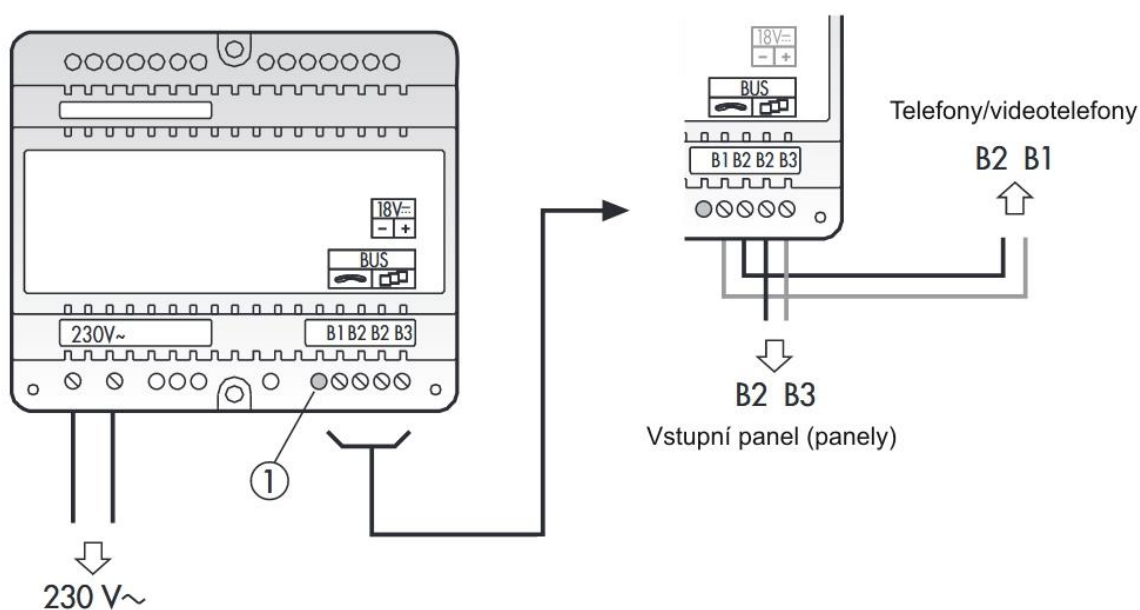 18V=
- +
BUS
230V~
B1 B2 B2 B3
1
230 V~
18V=
- +
BUS
B1 B2 B2 B3
Telefony/videotelefony
B2 B1
B2 B3
Vstupní panel (panely)